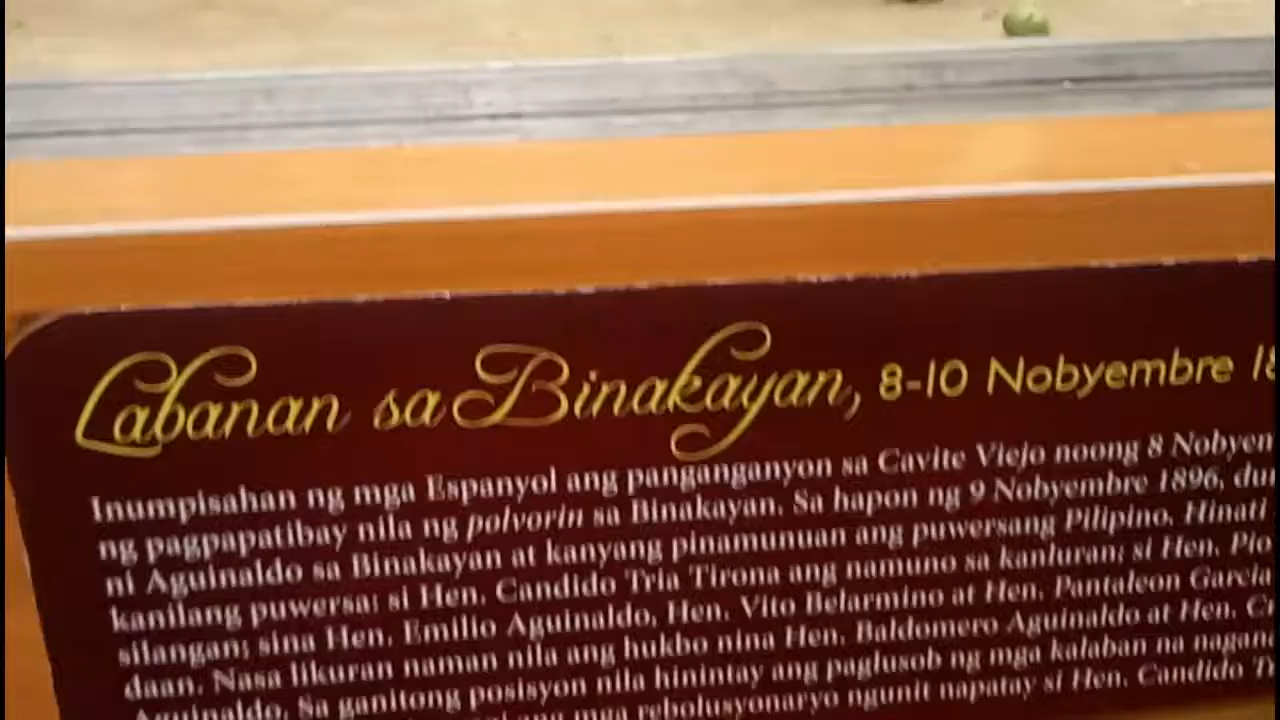 Labanan sa Binakayan, 8-10 Nobyembre 18
Inumpisahan ng mga Espanyol ang panganganyon sa Cavite Viejo noong 8 Nobyem
ng pagpapatibay nila ng polvorin sa Binakayan. Sa hapon ng 9 Nobyembre 1896, dum
ni Aguinaldo sa Binakayan at kanyang pinamunuan ang puwersang Pilipino. Hinati
kanilang puwersa: si Hen. Candido Tria Tirona ang namuno sa kanluran; si Hen. Pio
silangan; sina Hen. Emilio Aguinaldo, Hen. Vito Belarmino at Hen. Pantaleon Garcia
daan. Nasa likuran naman nila ang hukbo nina Hen. Baldomero Aguinaldo at Hen. Cr
Aguinaldo. Sa ganitong posisyon nila hinintay ang paglusob ng mga kalaban na nagana
ang mga rebolusyonaryo ngunit napatay si Hen. Candido Tr